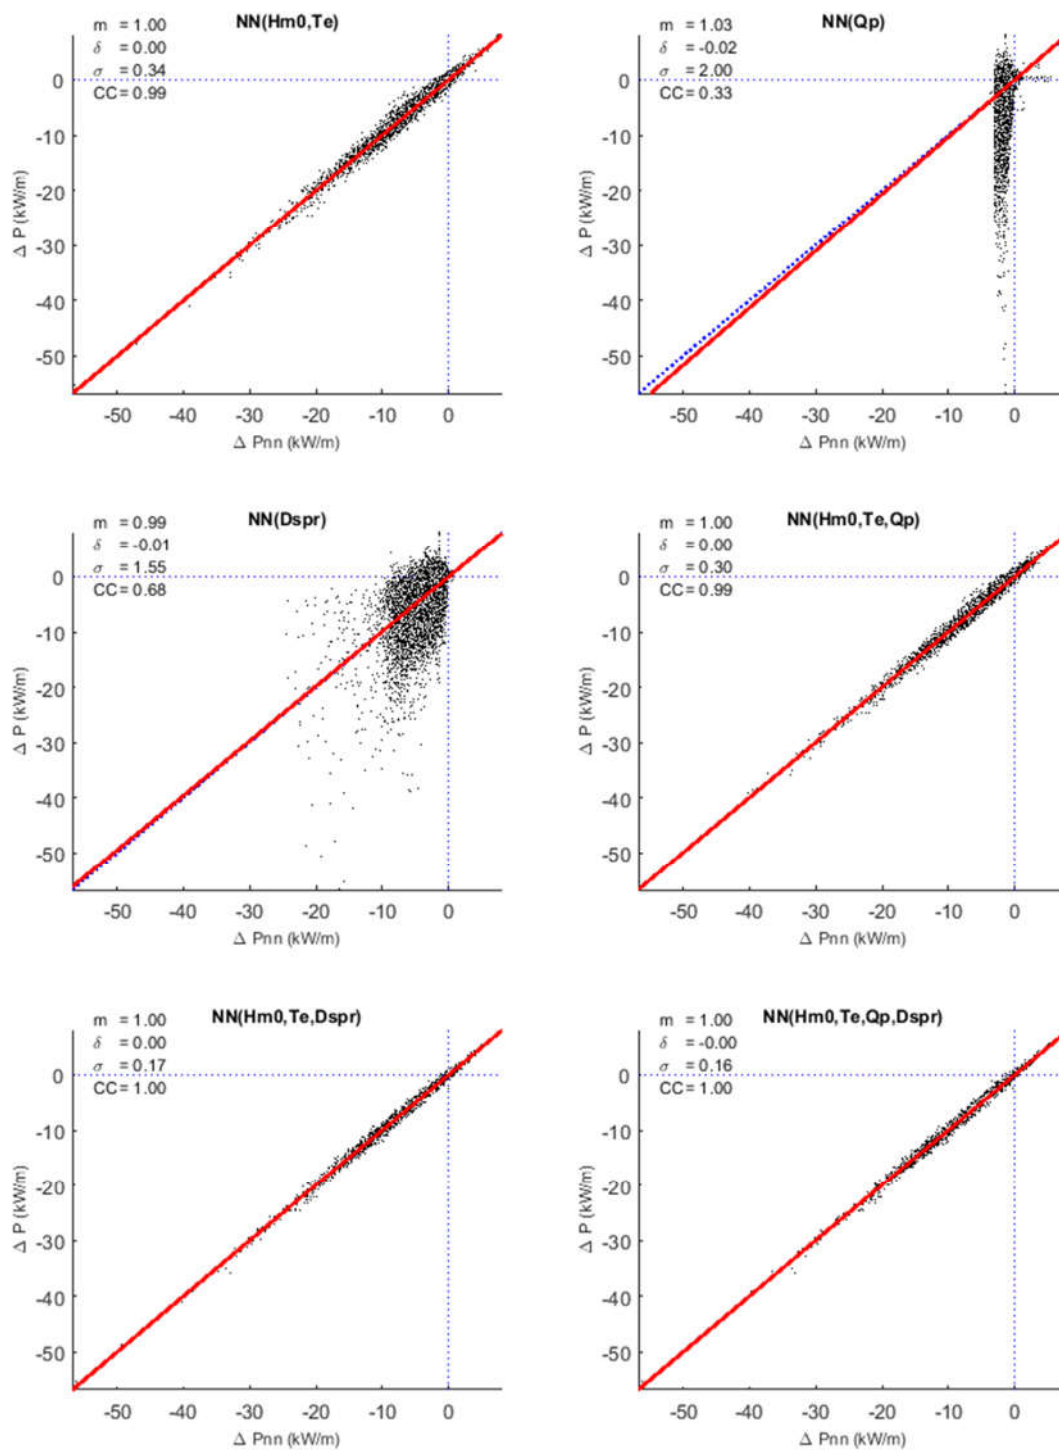 NN(Hm0,Te)
m = 1.00
δ = 0.00
σ = 0.34
CC = 0.99
0
-10
-20
-30
-40
-50
Δ P (kW/m)
-50 -40 -30 -20 -10 0
Δ Pnn (kW/m)
NN(Qp)
m = 1.03
δ = -0.02
σ = 2.00
CC = 0.33
0
-10
-20
-30
-40
-50
Δ P (kW/m)
-50 -40 -30 -20 -10 0
Δ Pnn (kW/m)
NN(Dspr)
m = 0.99
δ = -0.01
σ = 1.55
CC = 0.68
0
-10
-20
-30
-40
-50
Δ P (kW/m)
-50 -40 -30 -20 -10 0
Δ Pnn (kW/m)
NN(Hm0,Te,Qp)
m = 1.00
δ = 0.00
σ = 0.30
CC = 0.99
0
-10
-20
-30
-40
-50
Δ P (kW/m)
-50 -40 -30 -20 -10 0
Δ Pnn (kW/m)
NN(Hm0,Te,Dspr)
m = 1.00
δ = 0.00
σ = 0.17
CC = 1.00
0
-10
-20
-30
-40
-50
Δ P (kW/m)
-50 -40 -30 -20 -10 0
Δ Pnn (kW/m)
NN(Hm0,Te,Qp,Dspr)
m = 1.00
δ = -0.00
σ = 0.16
CC = 1.00
0
-10
-20
-30
-40
-50
Δ P (kW/m)
-50 -40 -30 -20 -10 0
Δ Pnn (kW/m)